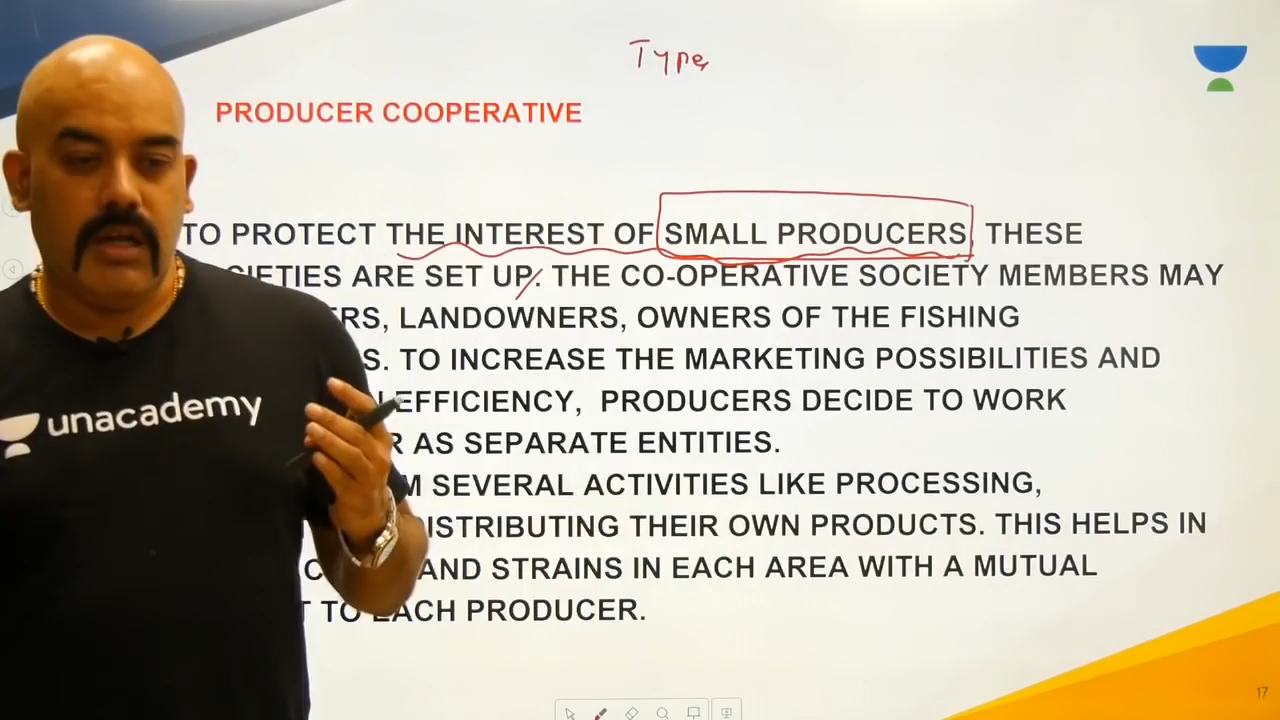 Type
PRODUCER COOPERATIVE
TO PROTECT THE INTEREST OF SMALL PRODUCERS, THESE
CIETIES ARE SET UP. THE CO-OPERATIVE SOCIETY MEMBERS MAY
ERS, LANDOWNERS, OWNERS OF THE FISHING
S. TO INCREASE THE MARKETING POSSIBILITIES AND
EFFICIENCY, PRODUCERS DECIDE TO WORK
R AS SEPARATE ENTITIES.
M SEVERAL ACTIVITIES LIKE PROCESSING,
DISTRIBUTING THEIR OWN PRODUCTS. THIS HELPS IN
AND STRAINS IN EACH AREA WITH A MUTUAL
T TO EACH PRODUCER.
unacademy
17